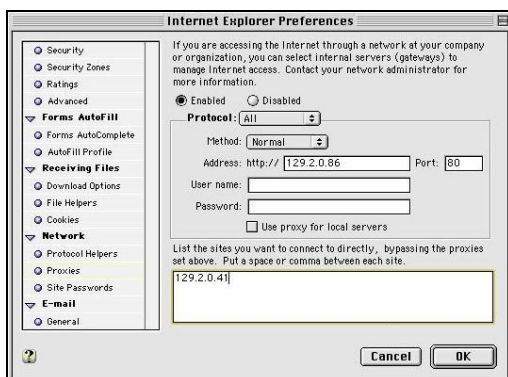 Internet Explorer Preferences
Security
Security Zones
Ratings
Advanced
Forms AutoFill
Forms AutoComplete
AutoFill Profile
Receiving Files
Download Options
File Helpers
Cookies
Network
Protocol Helpers
Proxies
Site Passwords
E-mail
General
If you are accessing the Internet through a network at your company
or organization, you can select internal servers (gateways) to
manage Internet access. Contact your network administrator for
more information.
Enabled Disabled
Protocol: All
Method: Normal
Address: http:// 129.2.0.86 Port: 80
User name:
Password:
Use proxy for local servers
List the sites you want to connect to directly, bypassing the proxies
set above. Put a space or comma between each site.
129.2.0.41
?
Cancel OK